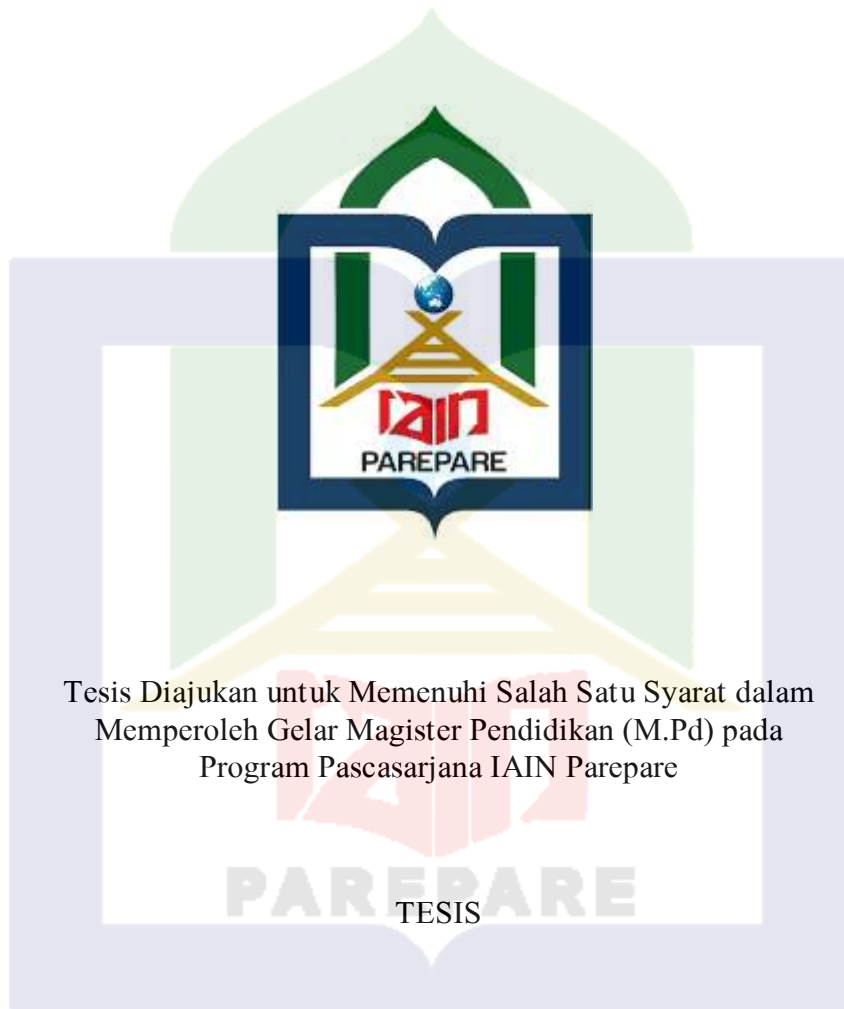 iain
PAREPARE
Tesis Diajukan untuk Memenuhi Salah Satu Syarat dalam
Memperoleh Gelar Magister Pendidikan (M.Pd) pada
Program Pascasarjana IAIN Parepare
PAREPARE
TESIS